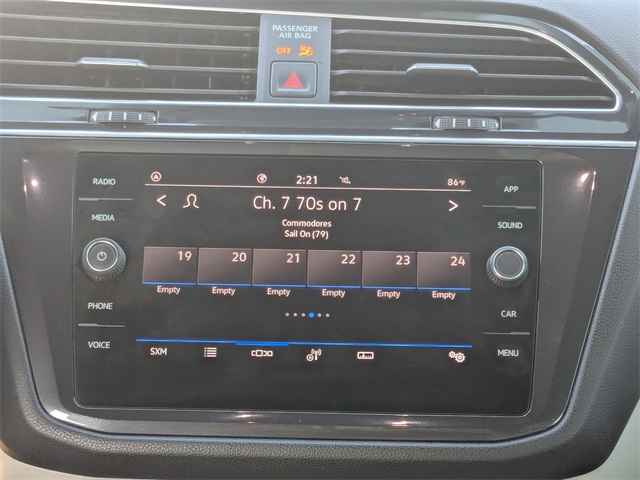 PASSENGER
AIR BAG
OFF
RADIO
MEDIA
PHONE
VOICE
2:21
86°F
Ch. 7 70s on 7
Commodores
Sail On (79)
19 20 21 22 23 24
Empty Empty Empty Empty Empty Empty
SXM
APP
SOUND
CAR
MENU